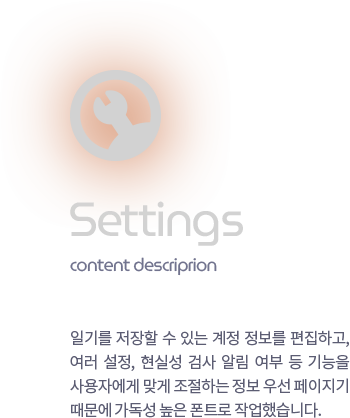 Settings
content descriprion
일기를 저장할 수 있는 계정 정보를 편집하고,
여러 설정, 현실성 검사 알림 여부 등 기능을
사용자에게 맞게 조절하는 정보 우선 페이지기
때문에 가독성 높은 폰트로 작업했습니다.